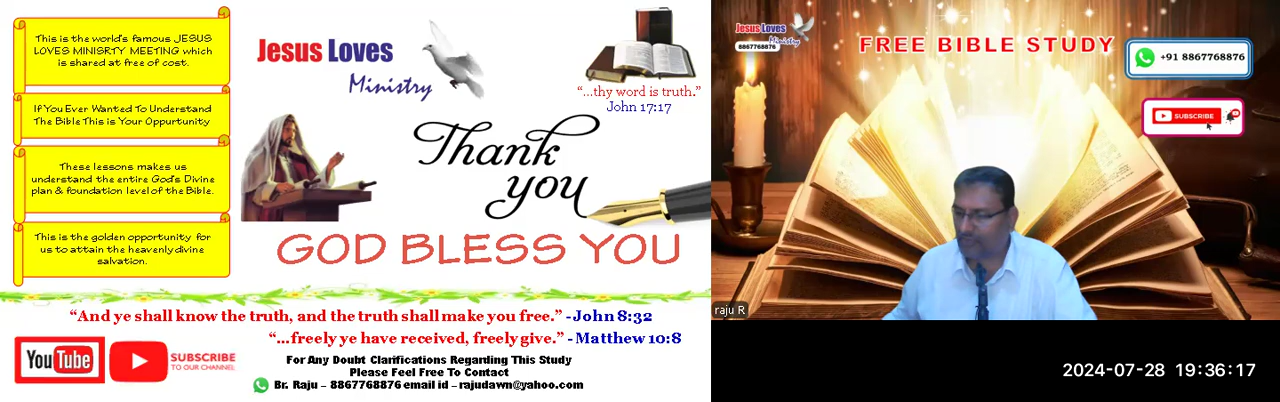 This is the world's famous JESUS
LOVES MINISRTY MEETING which
is shared at free of cost.
If You Ever Wanted To Understand
The Bible This is Your Oppurtunity
These lessons makes us
understand the entire God's Divine
plan & foundation level of the Bible.
This is the golden opportunity for
us to attain the heavenly divine
salvation.
Jesus Loves
Ministry
"...thy word is truth."
John 17:17
Thank
you
GOD BLESS YOU
"And ye shall know the truth, and the truth shall make you free." - John 8:32
"...freely ye have received, freely give." - Matthew 10:8
YouTube
SUBSCRIBE
TO OUR CHANNEL
For Any Doubt Clarifications Regarding This Study
Please Feel Free To Contact
Br. Raju – 8867768876 email id – rajudawn@yahoo.com
Jesus Loves
Ministry
8867768876
FREE BIBLE STUDY
+91 8867768876
SUBSCRIBE
raju R
2024-07-28 19:36:17